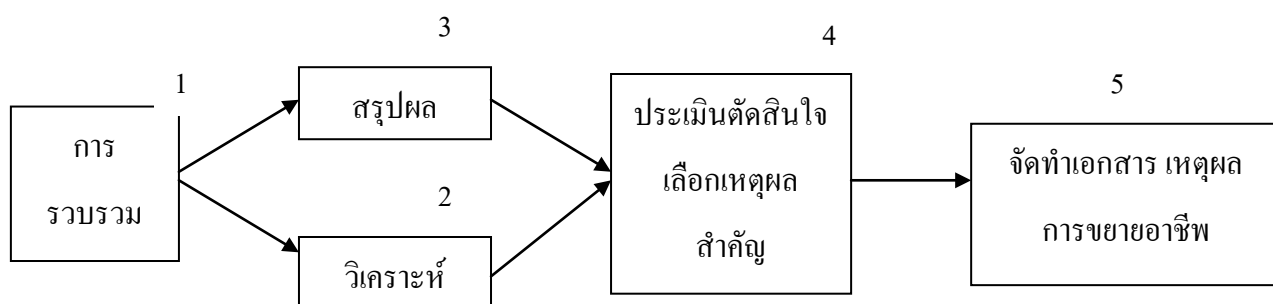 1
การ
รวบรวม
3
สรุปผล
2
วิเคราะห์
4
ประเมินตัดสินใจ
เลือกเหตุผล
สำคัญ
5
จัดทำเอกสาร เหตุผล
การขยายอาชีพ